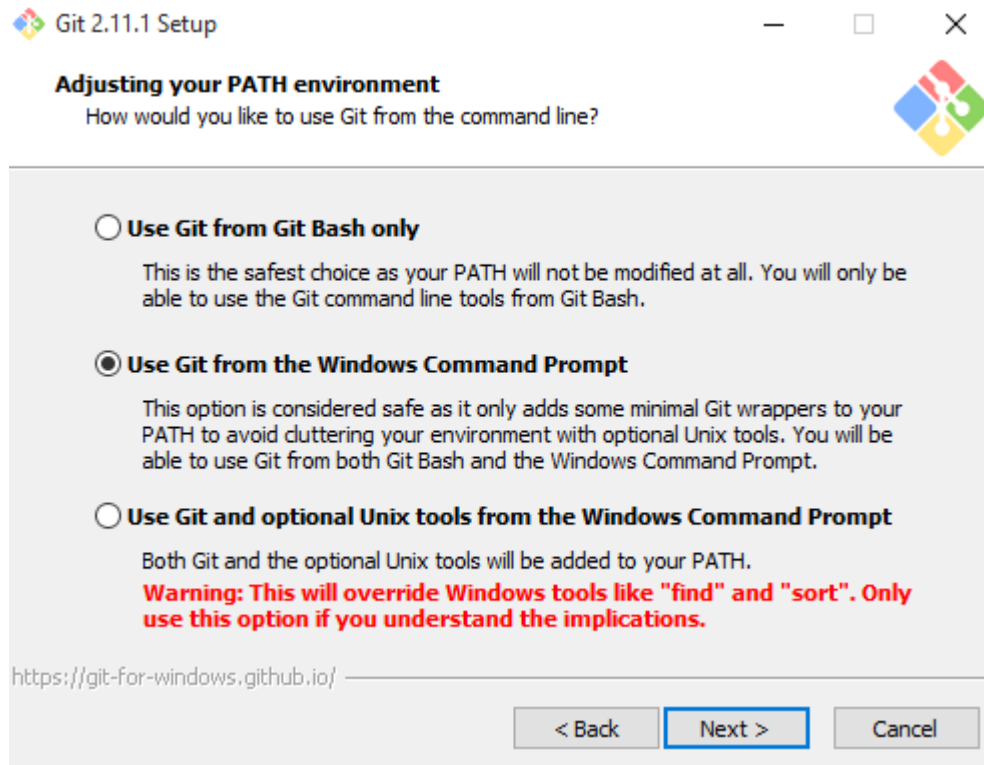 Git 2.11.1 Setup
Adjusting your PATH environment
How would you like to use Git from the command line?
Use Git from Git Bash only
This is the safest choice as your PATH will not be modified at all. You will only be
able to use the Git command line tools from Git Bash.
Use Git from the Windows Command Prompt
This option is considered safe as it only adds some minimal Git wrappers to your
PATH to avoid cluttering your environment with optional Unix tools. You will be
able to use Git from both Git Bash and the Windows Command Prompt.
Use Git and optional Unix tools from the Windows Command Prompt
Both Git and the optional Unix tools will be added to your PATH.
Warning: This will override Windows tools like "find" and "sort". Only
use this option if you understand the implications.
https://git-for-windows.github.io/
< Back
Next >
Cancel